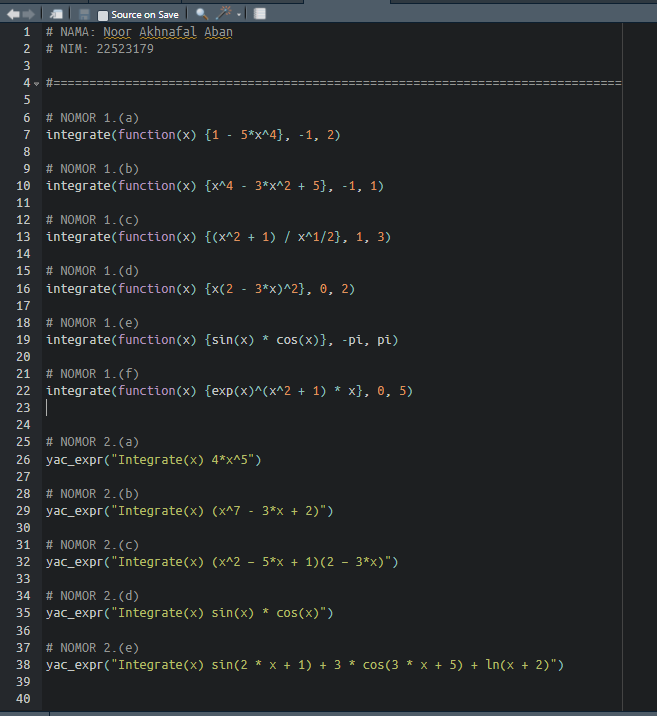 Source on Save
1 # NAMA: Noor Akhnafal Aban
2 # NIM: 22523179
3
4 #===============================================================================
5
6 # NOMOR 1.(a)
7 integrate(function(x) {1 - 5*x^4}, -1, 2)
8
9 # NOMOR 1.(b)
10 integrate(function(x) {x^4 - 3*x^2 + 5}, -1, 1)
11
12 # NOMOR 1.(c)
13 integrate(function(x) {(x^2 + 1) / x^1/2}, 1, 3)
14
15 # NOMOR 1.(d)
16 integrate(function(x) {x(2 - 3*x)^2}, 0, 2)
17
18 # NOMOR 1.(e)
19 integrate(function(x) {sin(x) * cos(x)}, -pi, pi)
20
21 # NOMOR 1.(f)
22 integrate(function(x) {exp(x)^(x^2 + 1) * x}, 0, 5)
23
24
25 # NOMOR 2.(a)
26 yac_expr("Integrate(x) 4*x^5")
27
28 # NOMOR 2.(b)
29 yac_expr("Integrate(x) (x^7 - 3*x + 2)")
30
31 # NOMOR 2.(c)
32 yac_expr("Integrate(x) (x^2 − 5*x + 1)(2 − 3*x)")
33
34 # NOMOR 2.(d)
35 yac_expr("Integrate(x) sin(x) * cos(x)")
36
37 # NOMOR 2.(e)
38 yac_expr("Integrate(x) sin(2 * x + 1) + 3 * cos(3 * x + 5) + ln(x + 2)")
39
40